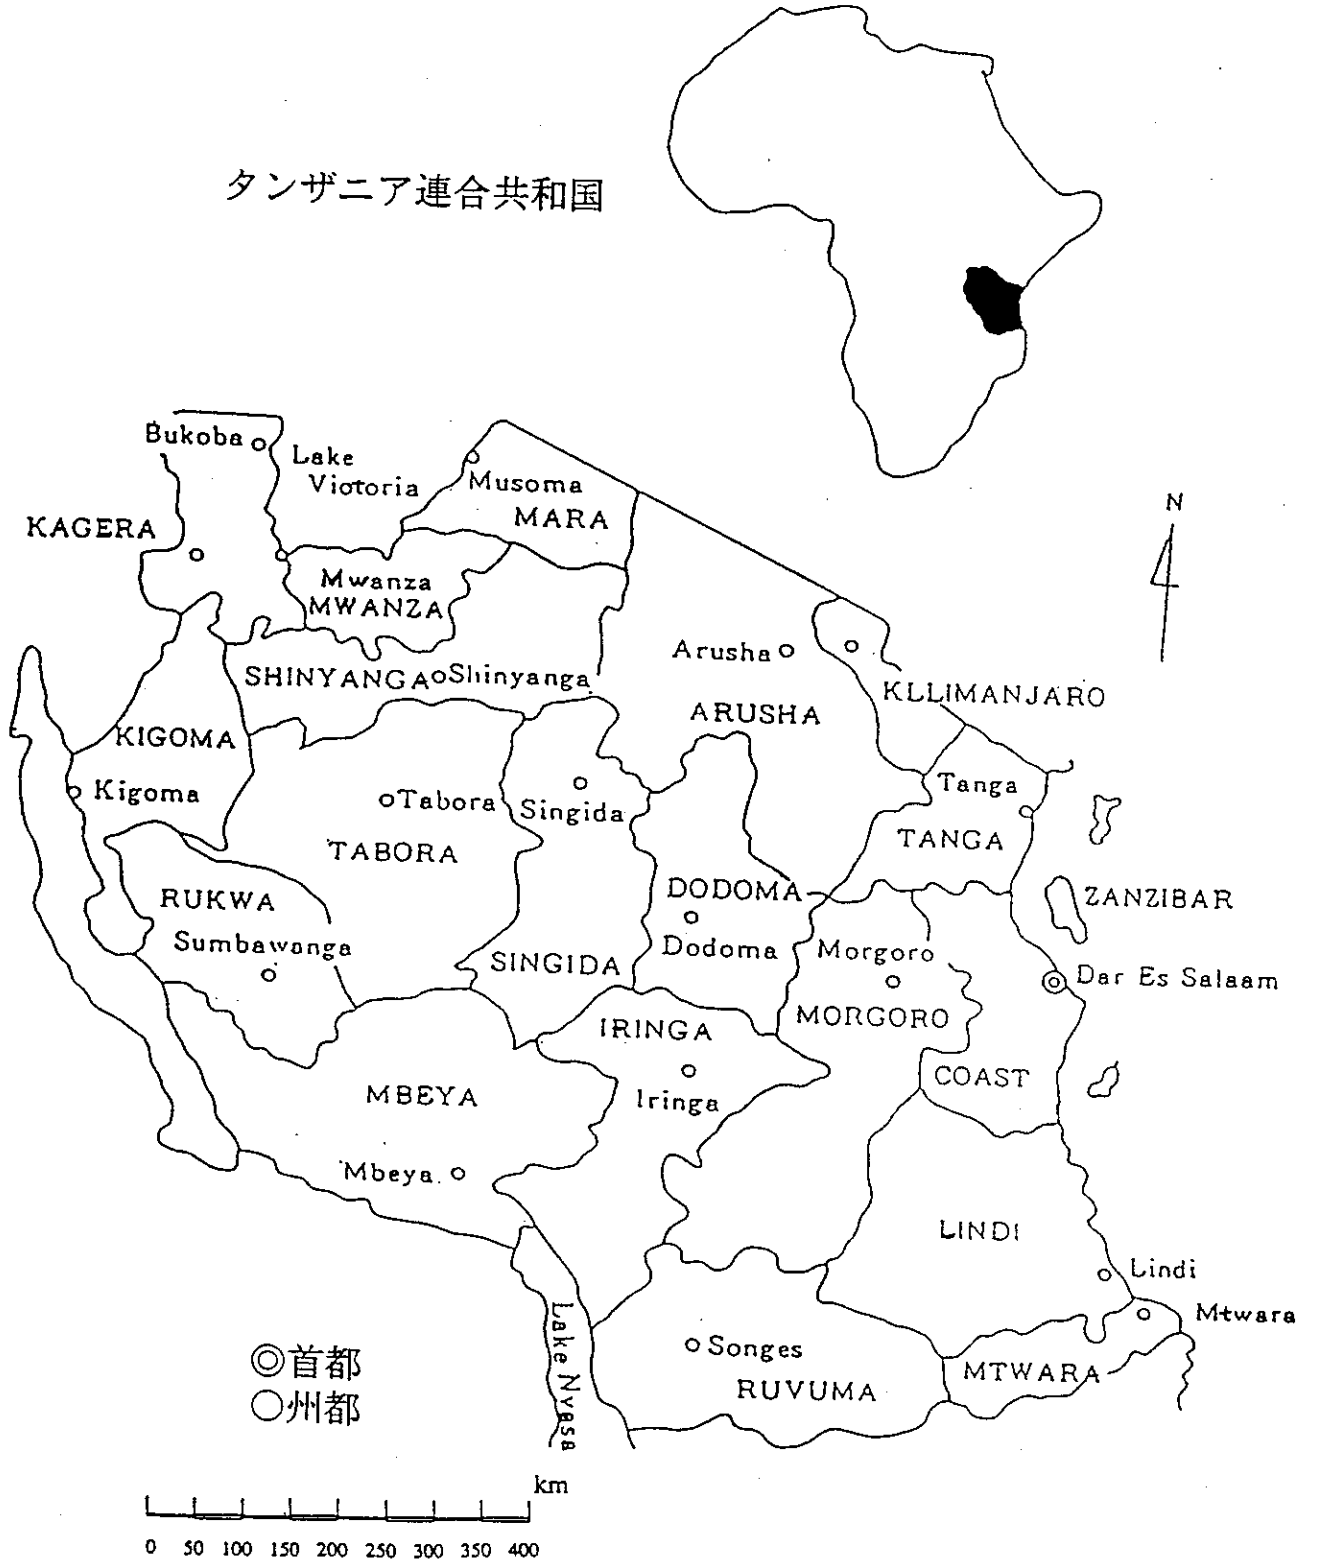 タンザニア連合共和国
Bukoba
Lake
Viotoria
Musoma
MARA
N
KAGERA
Mwanza
MWANZA
Arusha
SHINYANGA
Shinyanga
KLLIMANJARO
ARUSHA
KIGOMA
Kigoma
Tabora
Singida
Tanga
TABORA
TANGA
RUKWA
DODOMA
ZANZIBAR
Sumbawanga
SINGIDA
Dodoma
Morgoro
Dar Es Salaam
IRINGA
MORGORO
MBEYA
Iringa
COAST
Mbeya
LINDI
Lindi
Mtwara
Lake Nyasa
Songes
RUVUMA
MTWARA
◎首都
○州都
km
0 50 100 150 200 250 300 350 400